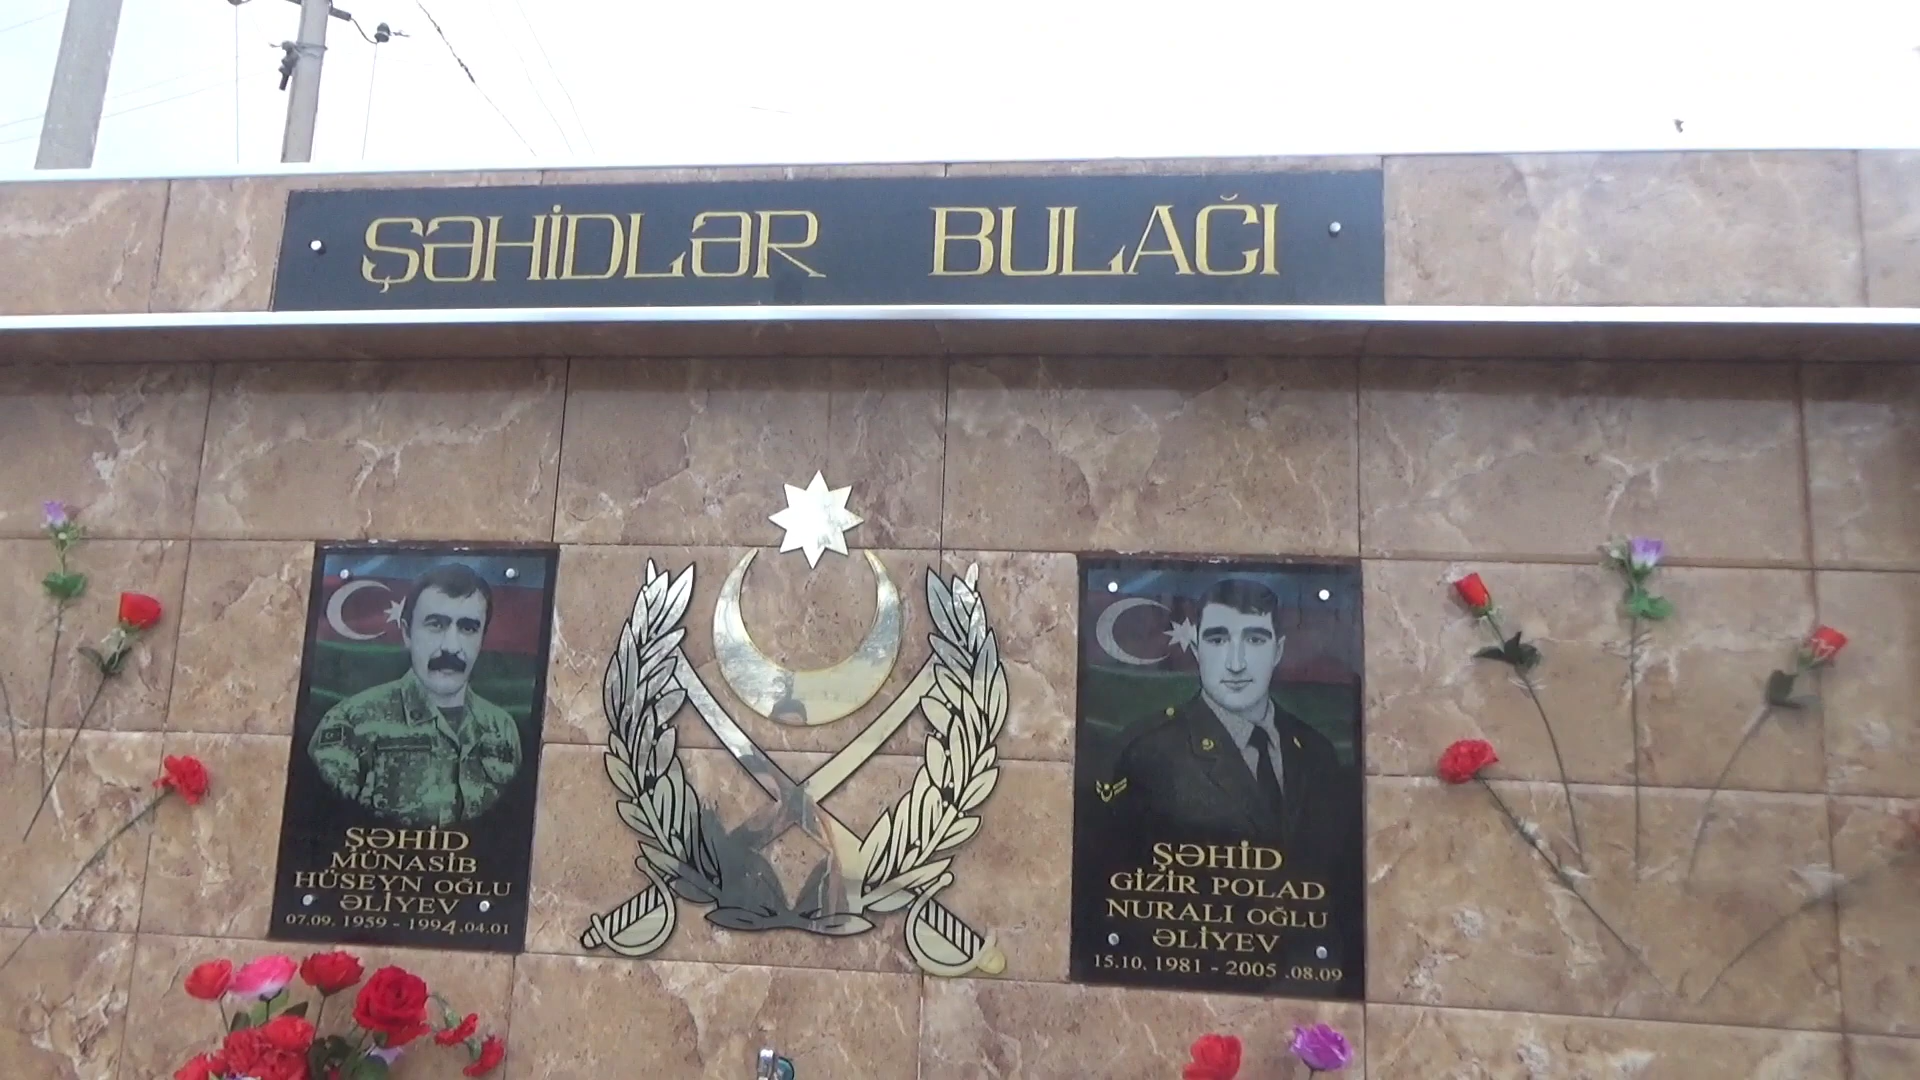 ŞƏHİDLƏR BULAĞI
ŞƏHİD
MÜNASİB
HÜSEYN OĞLU
ƏLİYEV
07.09. 1959 - 1994.04.01
ŞƏHİD
GİZİR POLAD
NURALI OĞLU
ƏLİYEV
15.10. 1981 - 2005 .08.09